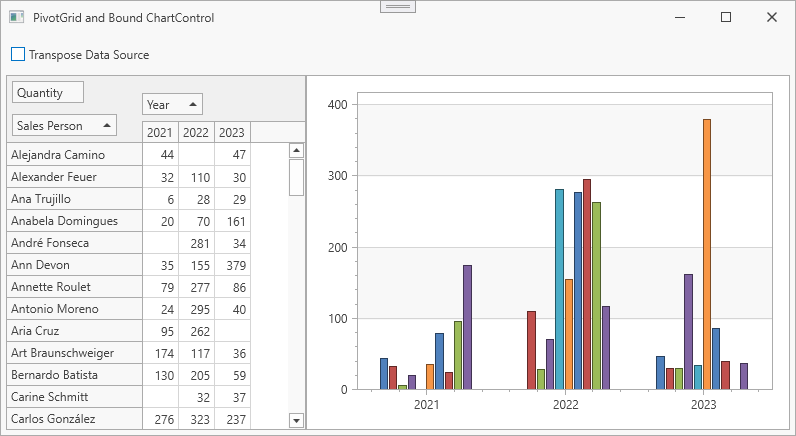 PivotGrid and Bound ChartControl
Transpose Data Source
Quantity
Year
Sales Person
2021 2022 2023
Alejandra Camino 44 47
Alexander Feuer 32 110 30
Ana Trujillo 6 28 29
Anabela Domingues 20 70 161
André Fonseca 281 34
Ann Devon 35 155 379
Annette Roulet 79 277 86
Antonio Moreno 24 295 40
Aria Cruz 95 262
Art Braunschweiger 174 117 36
Bernardo Batista 130 205 59
Carine Schmitt 32 37
Carlos González 276 323 237
400
300
200
100
0
2021 2022 2023